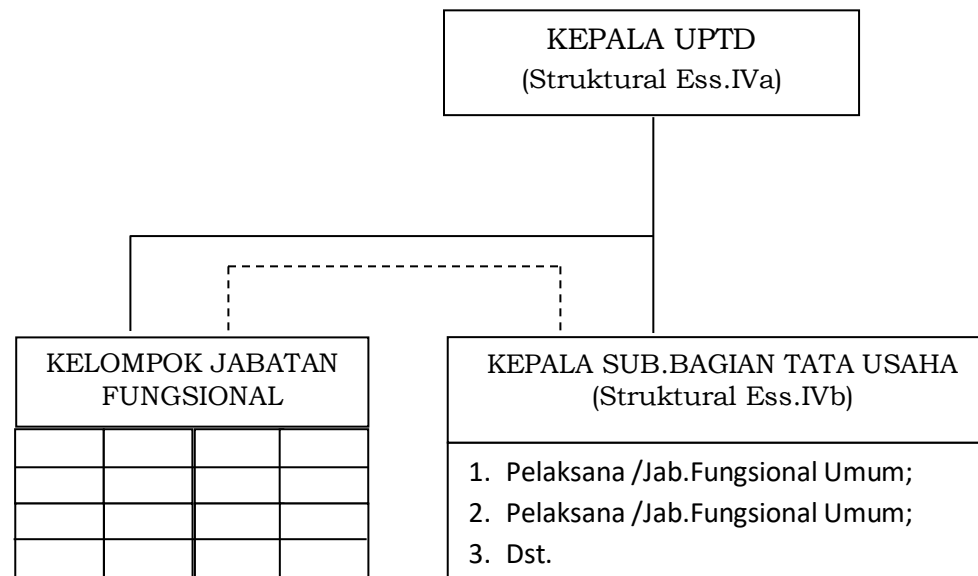 KEPALA UPTD
(Struktural Ess.IVa)
KELOMPOK JABATAN
FUNGSIONAL
KEPALA SUB.BAGIAN TATA USAHA
(Struktural Ess.IVb)
1. Pelaksana /Jab.Fungsional Umum;
2. Pelaksana /Jab.Fungsional Umum;
3. Dst.